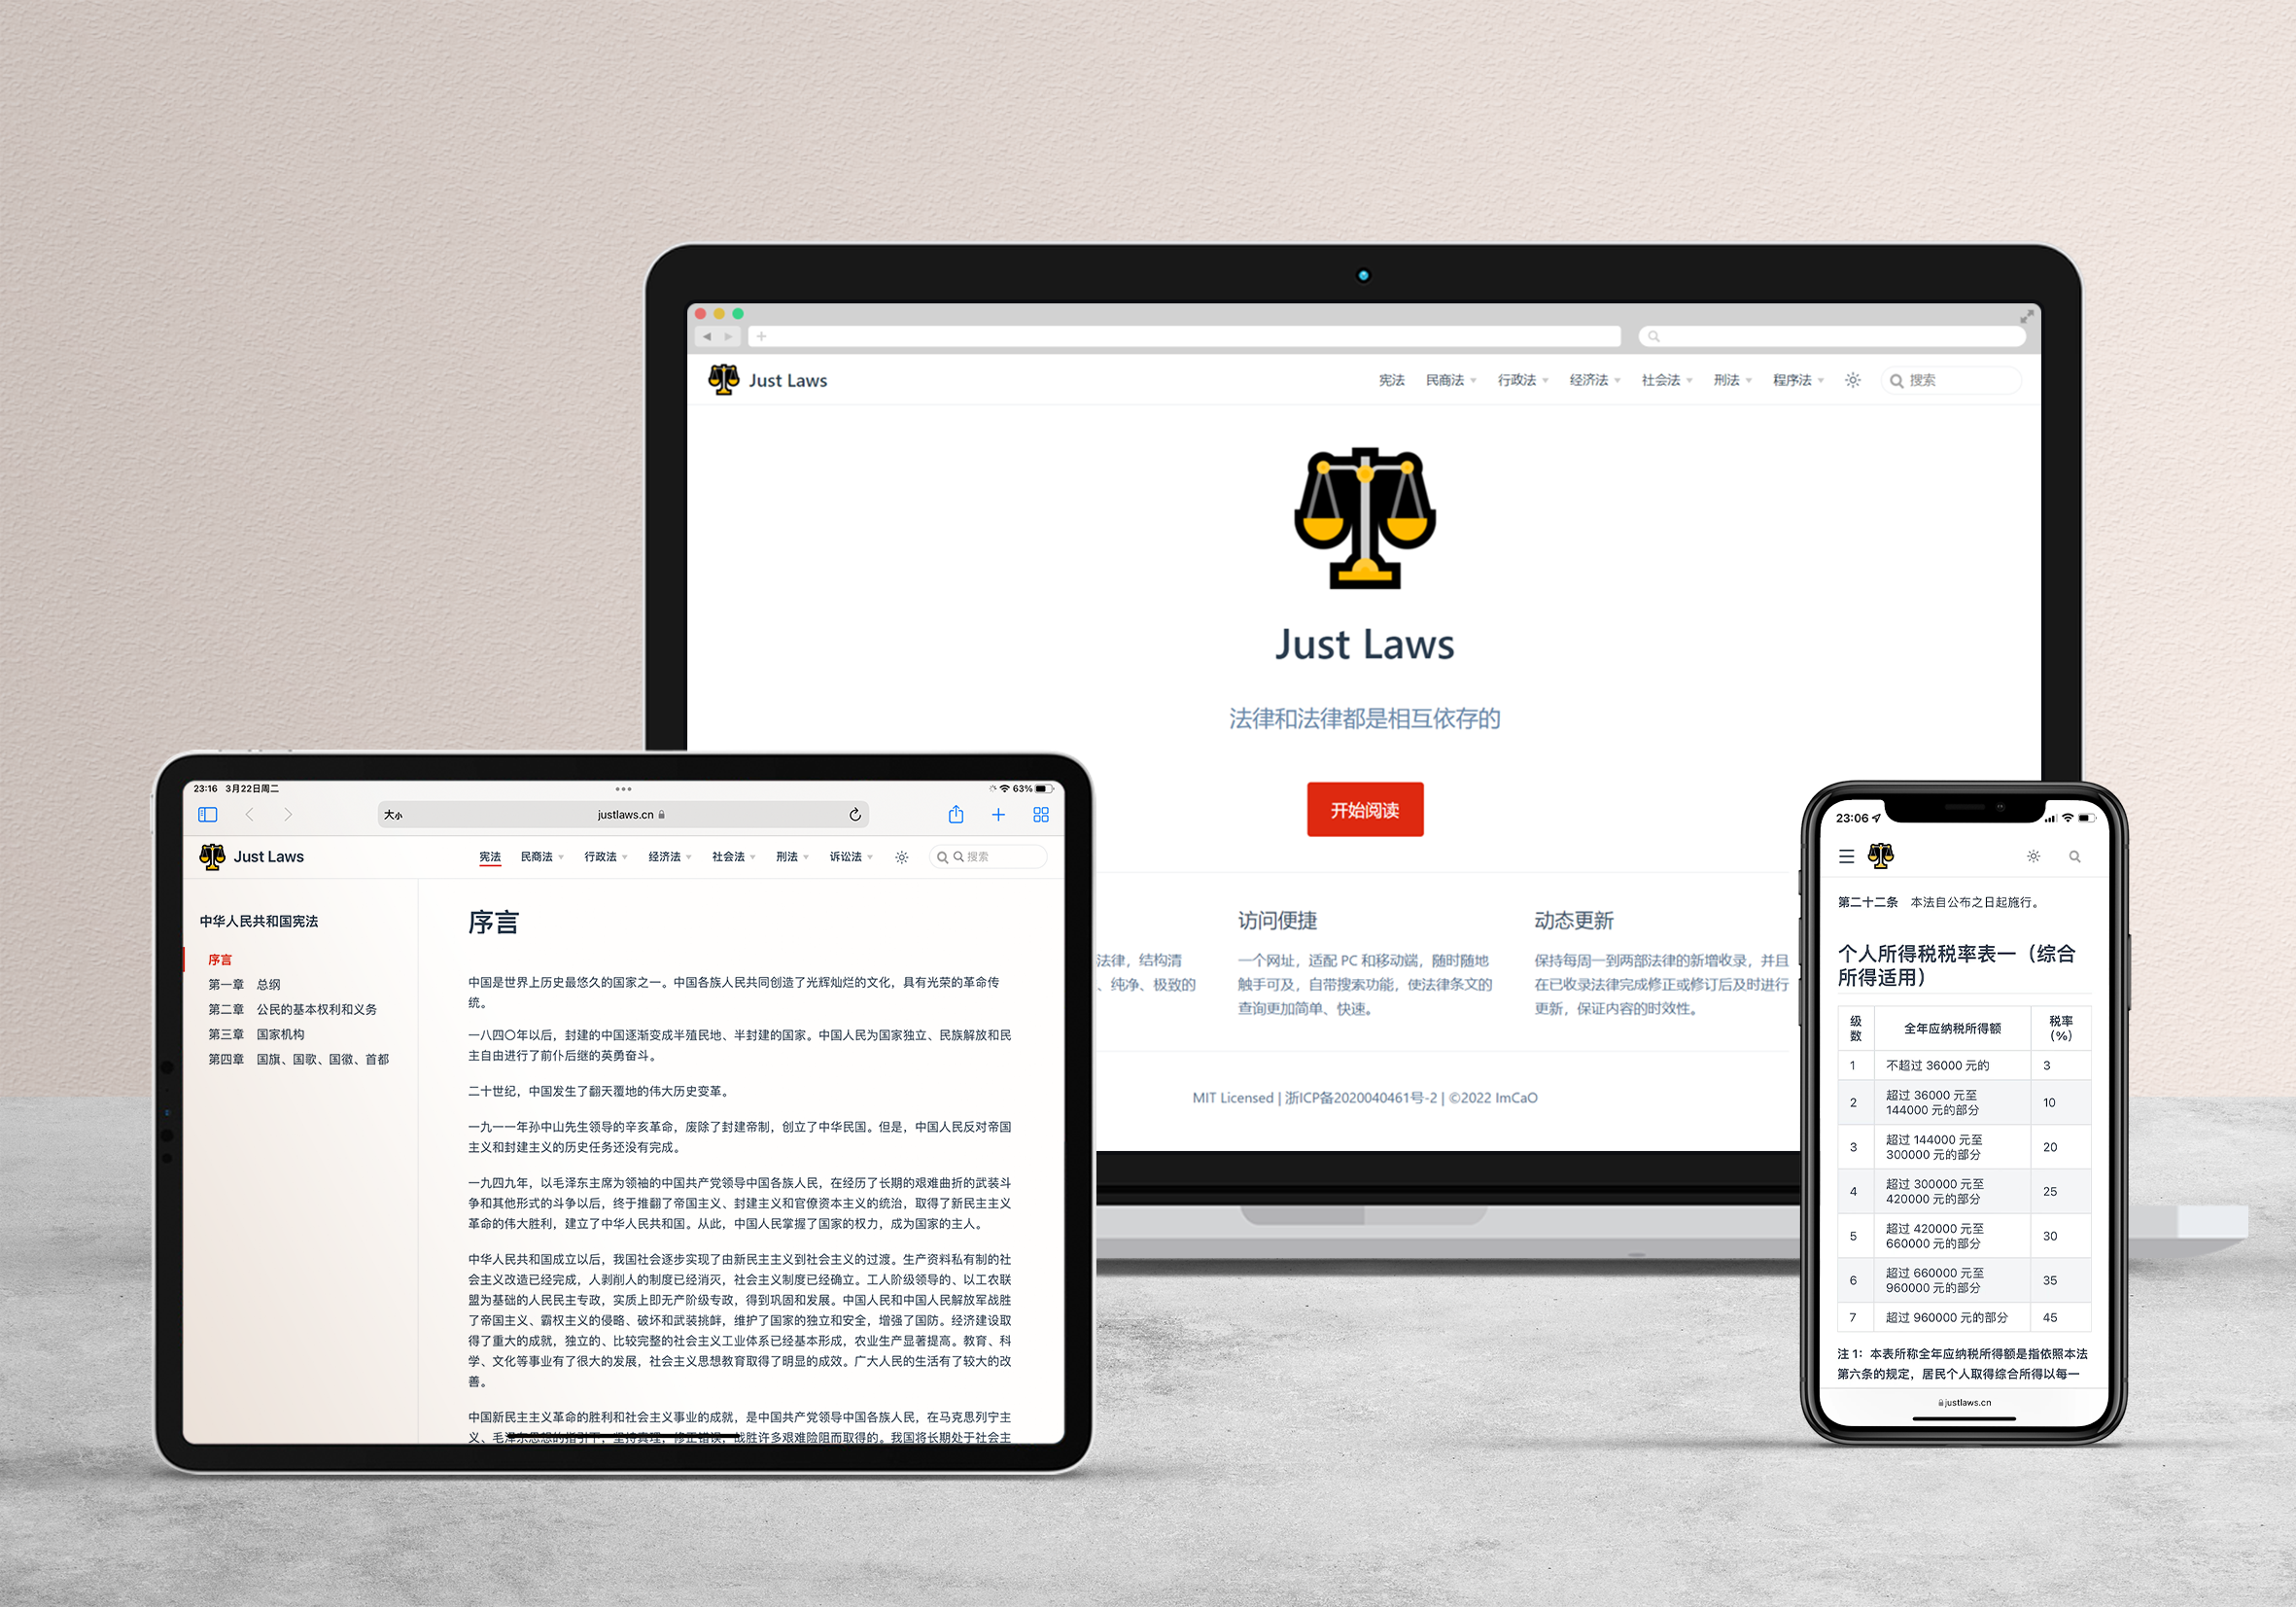 Just Laws
宪法 民商法 行政法 经济法 社会法 刑法 程序法 搜索
Just Laws
法律和法律都是相互依存的
开始阅读
法律，结构清
、纯净、极致的
访问便捷
一个网址，适配 PC 和移动端，随时随地
触手可及，自带搜索功能，使法律条文的
查询更加简单、快速。
动态更新
保持每周一到两部法律的新增收录，并且
在已收录法律完成修正或修订后及时进行
更新，保证内容的时效性。
MIT Licensed | 浙ICP备2020040461号-2 | ©2022 ImCaO
23:16 3月22日周二 63%
大小 justlaws.cn
Just Laws 宪法 民商法 行政法 经济法 社会法 刑法 诉讼法 搜索
中华人民共和国宪法
序言
第一章 总纲
第二章 公民的基本权利和义务
第三章 国家机构
第四章 国旗、国歌、国徽、首都
序言
中国是世界上历史最悠久的国家之一。中国各族人民共同创造了光辉灿烂的文化，具有光荣的革命传
统。
一八四〇年以后，封建的中国逐渐变成半殖民地、半封建的国家。中国人民为国家独立、民族解放和民
主自由进行了前仆后继的英勇奋斗。
二十世纪，中国发生了翻天覆地的伟大历史变革。
一九一一年孙中山先生领导的辛亥革命，废除了封建帝制，创立了中华民国。但是，中国人民反对帝国
主义和封建主义的历史任务还没有完成。
一九四九年，以毛泽东主席为领袖的中国共产党领导中国各族人民，在经历了长期的艰难曲折的武装斗
争和其他形式的斗争以后，终于推翻了帝国主义、封建主义和官僚资本主义的统治，取得了新民主主义
革命的伟大胜利，建立了中华人民共和国。从此，中国人民掌握了国家的权力，成为国家的主人。
中华人民共和国成立以后，我国社会逐步实现了由新民主主义到社会主义的过渡。生产资料私有制的社
会主义改造已经完成，人剥削人的制度已经消灭，社会主义制度已经确立。工人阶级领导的、以工农联
盟为基础的人民民主专政，实质上即无产阶级专政，得到巩固和发展。中国人民和中国人民解放军战胜
了帝国主义、霸权主义的侵略、破坏和武装挑衅，维护了国家的独立和安全，增强了国防。经济建设取
得了重大的成就，独立的、比较完整的社会主义工业体系已经基本形成，农业生产显著提高。教育、科
学、文化等事业有了很大的发展，社会主义思想教育取得了明显的成效。广大人民的生活有了较大的改
善。
中国新民主主义革命的胜利和社会主义事业的成就，是中国共产党领导中国各族人民，在马克思列宁主
义、毛泽东思想的指引下，坚持真理，修正错误，战胜许多艰难险阻而取得的。我国将长期处于社会主
23:06
第二十二条 本法自公布之日起施行。
个人所得税税率表一（综合
所得适用）
级数 全年应纳税所得额 税率（%）
1 不超过 36000 元的 3
2 超过 36000 元至 144000 元的部分 10
3 超过 144000 元至 300000 元的部分 20
4 超过 300000 元至 420000 元的部分 25
5 超过 420000 元至 660000 元的部分 30
6 超过 660000 元至 960000 元的部分 35
7 超过 960000 元的部分 45
注 1：本表所称全年应纳税所得额是指依照本法
第六条的规定，居民个人取得综合所得以每一
justlaws.cn